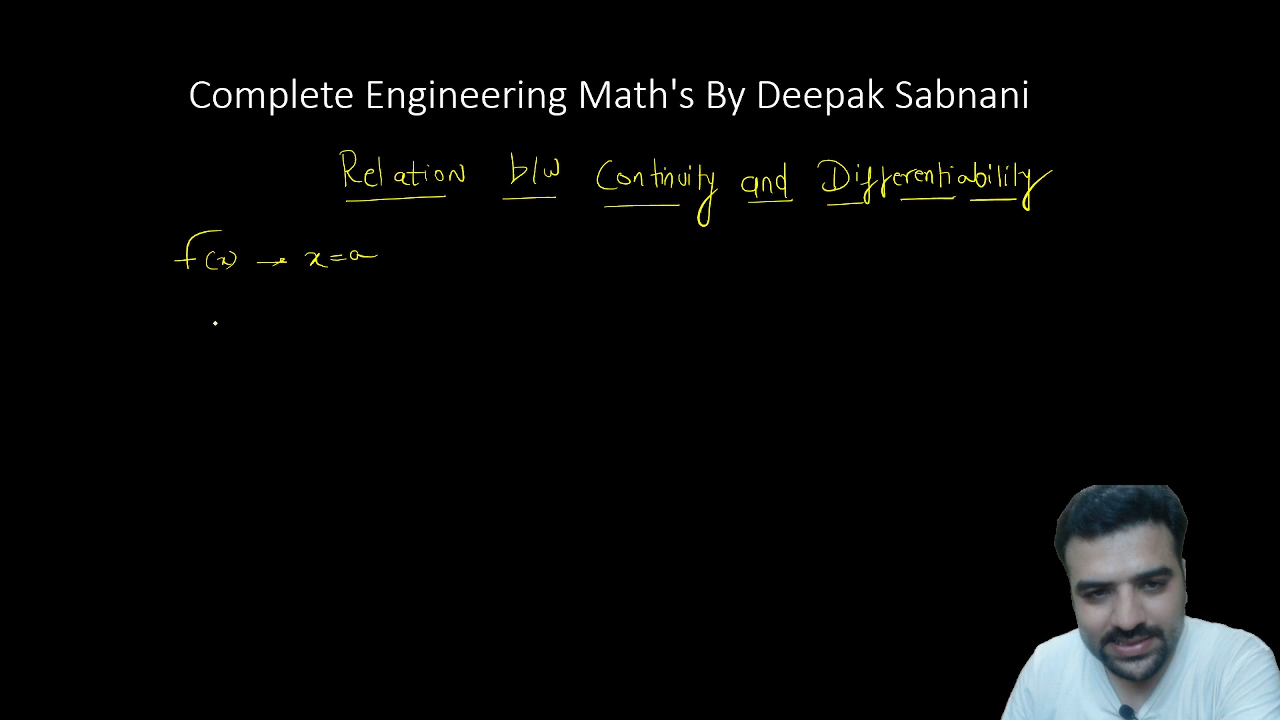 Complete Engineering Math's By Deepak Sabnani
Relation b/w Continuity and Differentiability
f(x) → x=a